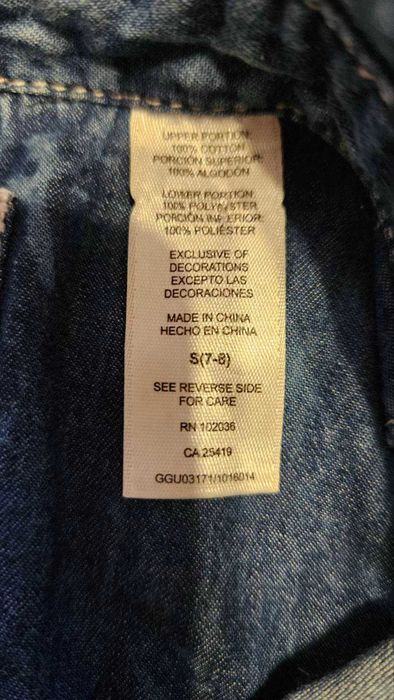 UPPER PORTION:
100% COTTON
PORCIÓN SUPERIOR:
100% ALGODÓN
LOWER PORTION:
100% POLYESTER
PORCIÓN INFERIOR:
100% POLIÉSTER
EXCLUSIVE OF
DECORATIONS
EXCEPTO LAS
DECORACIONES
MADE IN CHINA
HECHO EN CHINA
S(7-8)
SEE REVERSE SIDE
FOR CARE
RN 102036
CA 25419
GGU03171/1016014